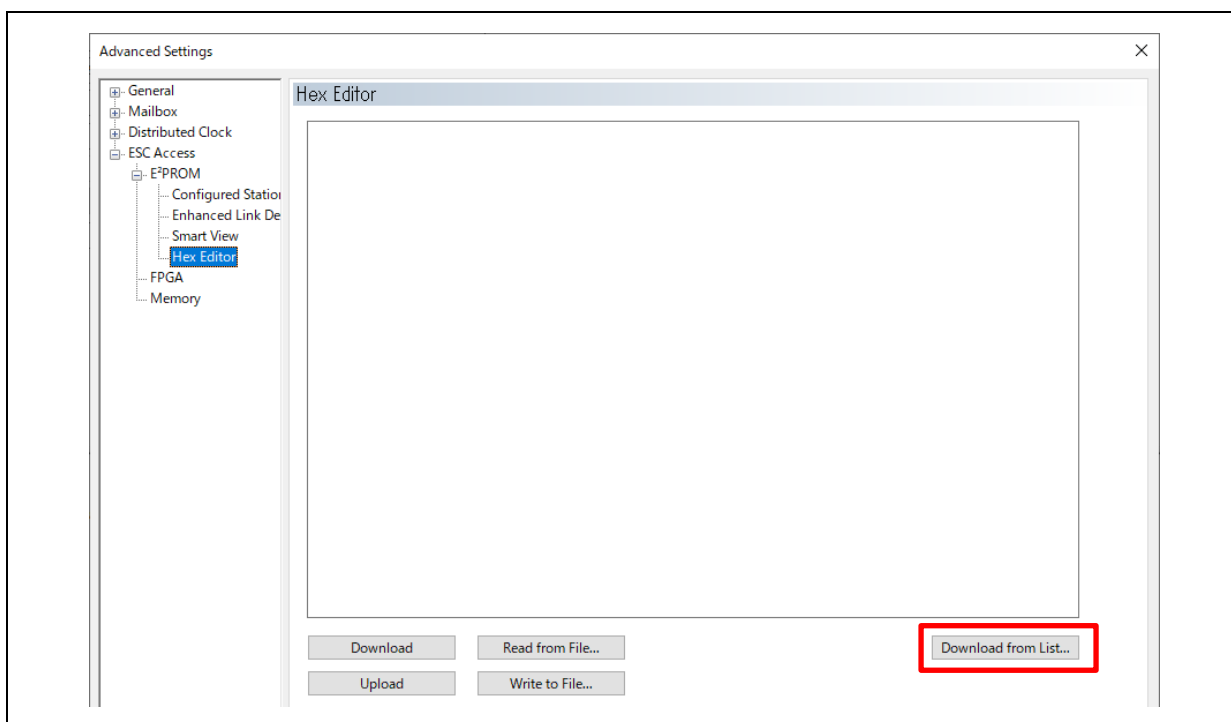 Advanced Settings
General
Mailbox
Distributed Clock
ESC Access
E²PROM
Configured Station
Enhanced Link De
Smart View
Hex Editor
FPGA
Memory
Hex Editor
Download
Read from File...
Download from List...
Upload
Write to File...